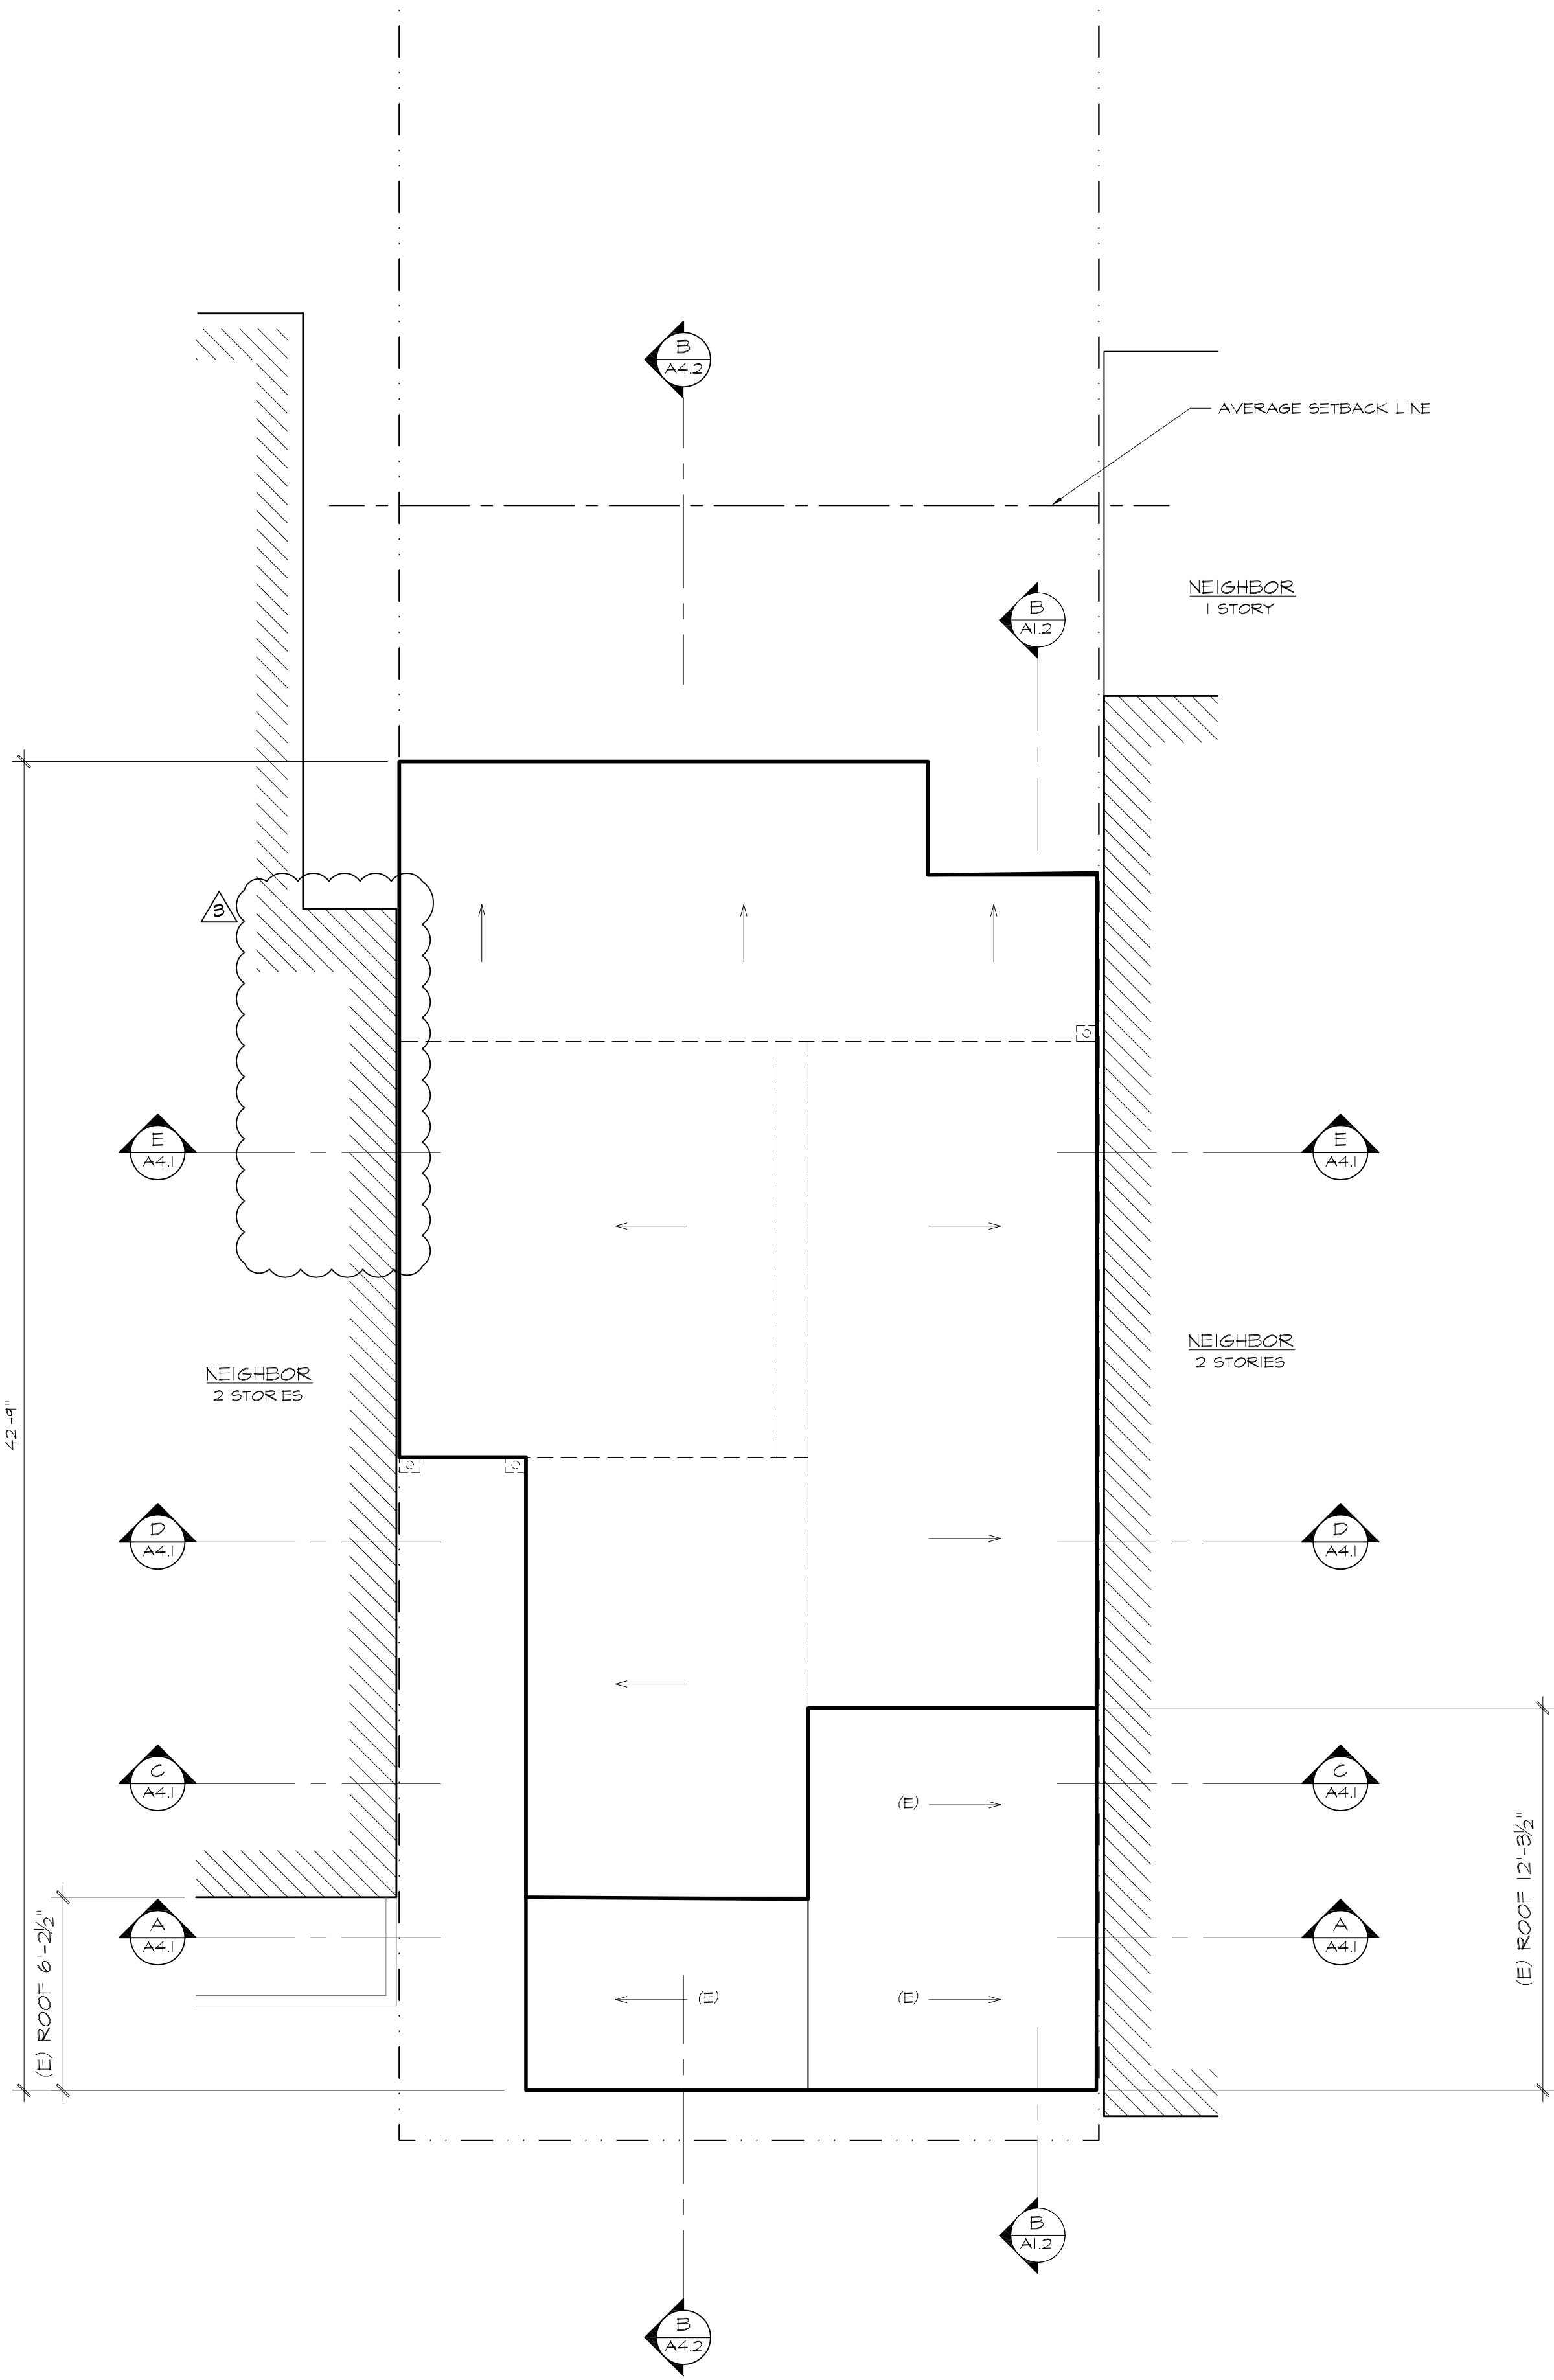 B
A4.2
AVERAGE SETBACK LINE
NEIGHBOR
1 STORY
B
A1.2
3
E
A4.1
E
A4.1
NEIGHBOR
2 STORIES
NEIGHBOR
2 STORIES
42'-9"
D
A4.1
D
A4.1
C
A4.1
C
A4.1
(E)
(E) ROOF 12'-3½"
(E) ROOF 6'-2½"
A
A4.1
A
A4.1
(E)
(E)
B
A1.2
B
A4.2